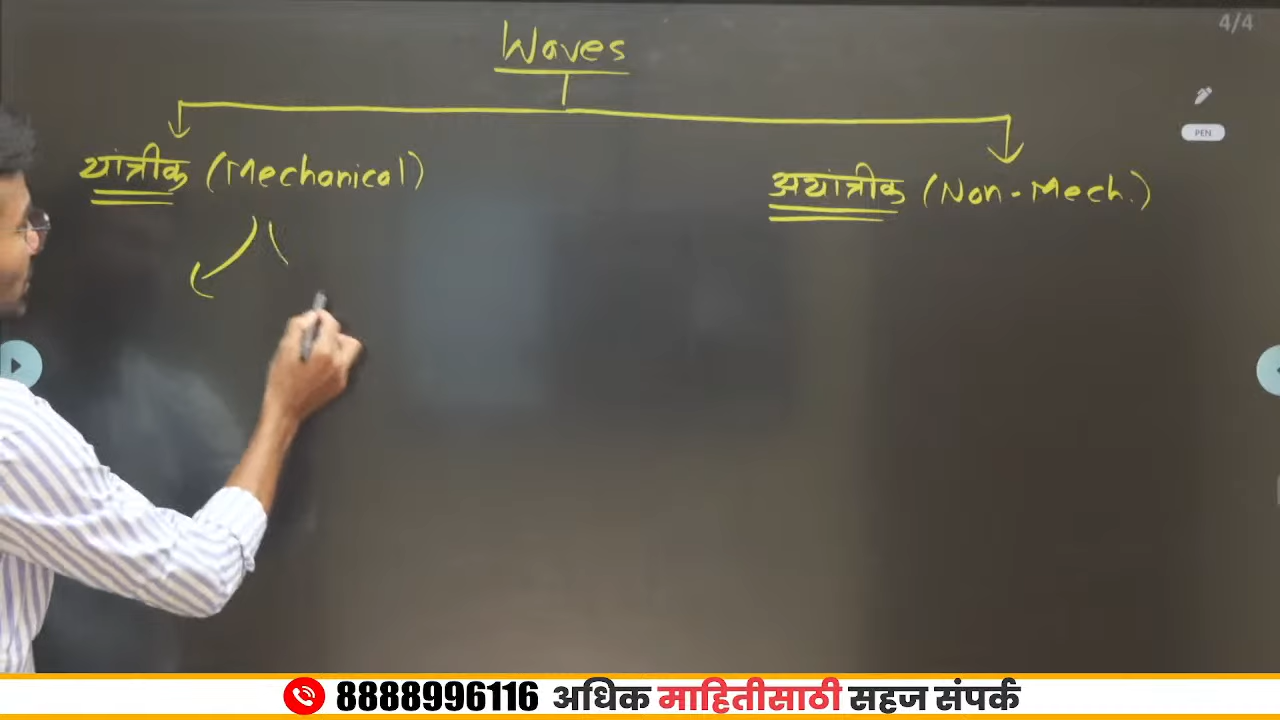 4/4
Waves
यांत्रीक (Mechanical)
अयांत्रीक (Non-Mech.)
PEN
8888996116 अधिक माहितीसाठी सहज संपर्क